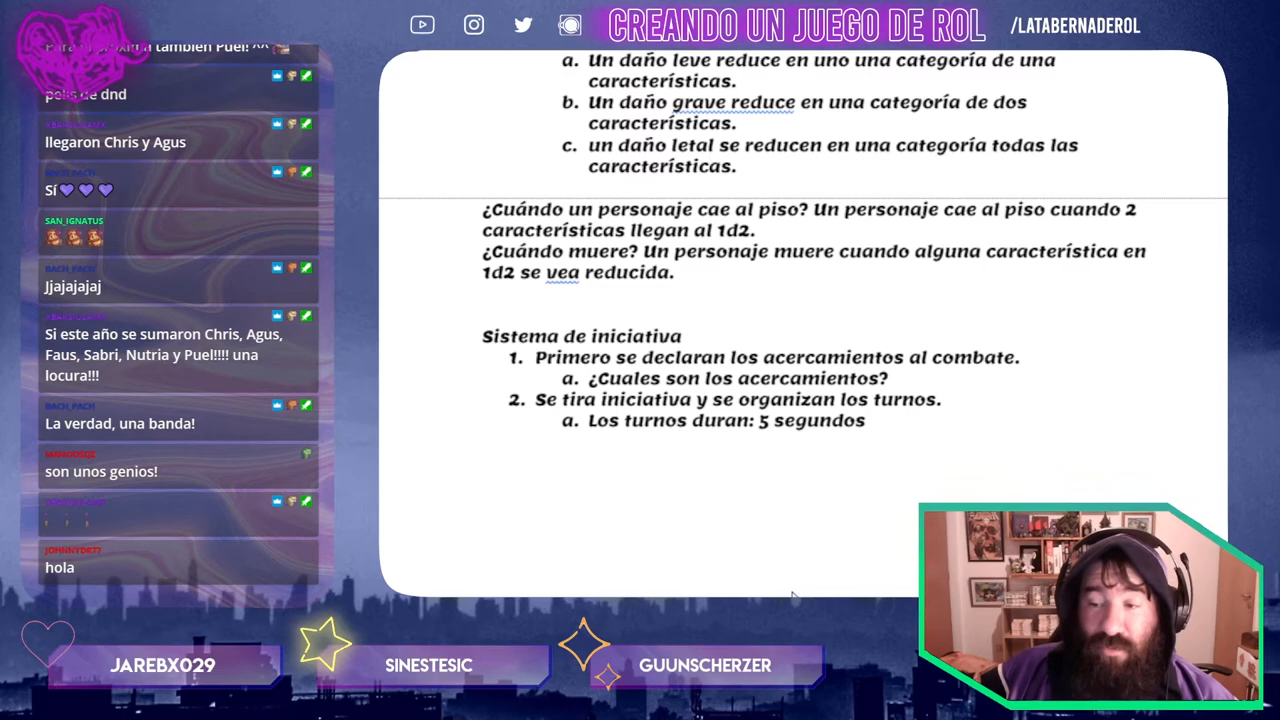 CREANDO UN JUEGO DE ROL
/LATABERNADEROL
también Puel! ^^
pelis de dnd
llegaron Chris y Agus
Sí
SAN_IGNATUS
BACH_PACH
Jjajajajaj
Si este año se sumaron Chris, Agus,
Faus, Sabri, Nutria y Puel!!!! una
locura!!!
BACH_PACH
La verdad, una banda!
son unos genios!
JOHNNYDRT7
hola
a. Un daño leve reduce en uno una categoría de una
características.
b. Un daño grave reduce en una categoría de dos
características.
c. un daño letal se reducen en una categoría todas las
características.
¿Cuándo un personaje cae al piso? Un personaje cae al piso cuando 2
características llegan al 1d2.
¿Cuándo muere? Un personaje muere cuando alguna característica en
1d2 se vea reducida.
Sistema de iniciativa
1. Primero se declaran los acercamientos al combate.
a. ¿Cuales son los acercamientos?
2. Se tira iniciativa y se organizan los turnos.
a. Los turnos duran: 5 segundos
JAREBX029
SINESTESIC
GUUNSCHERZER